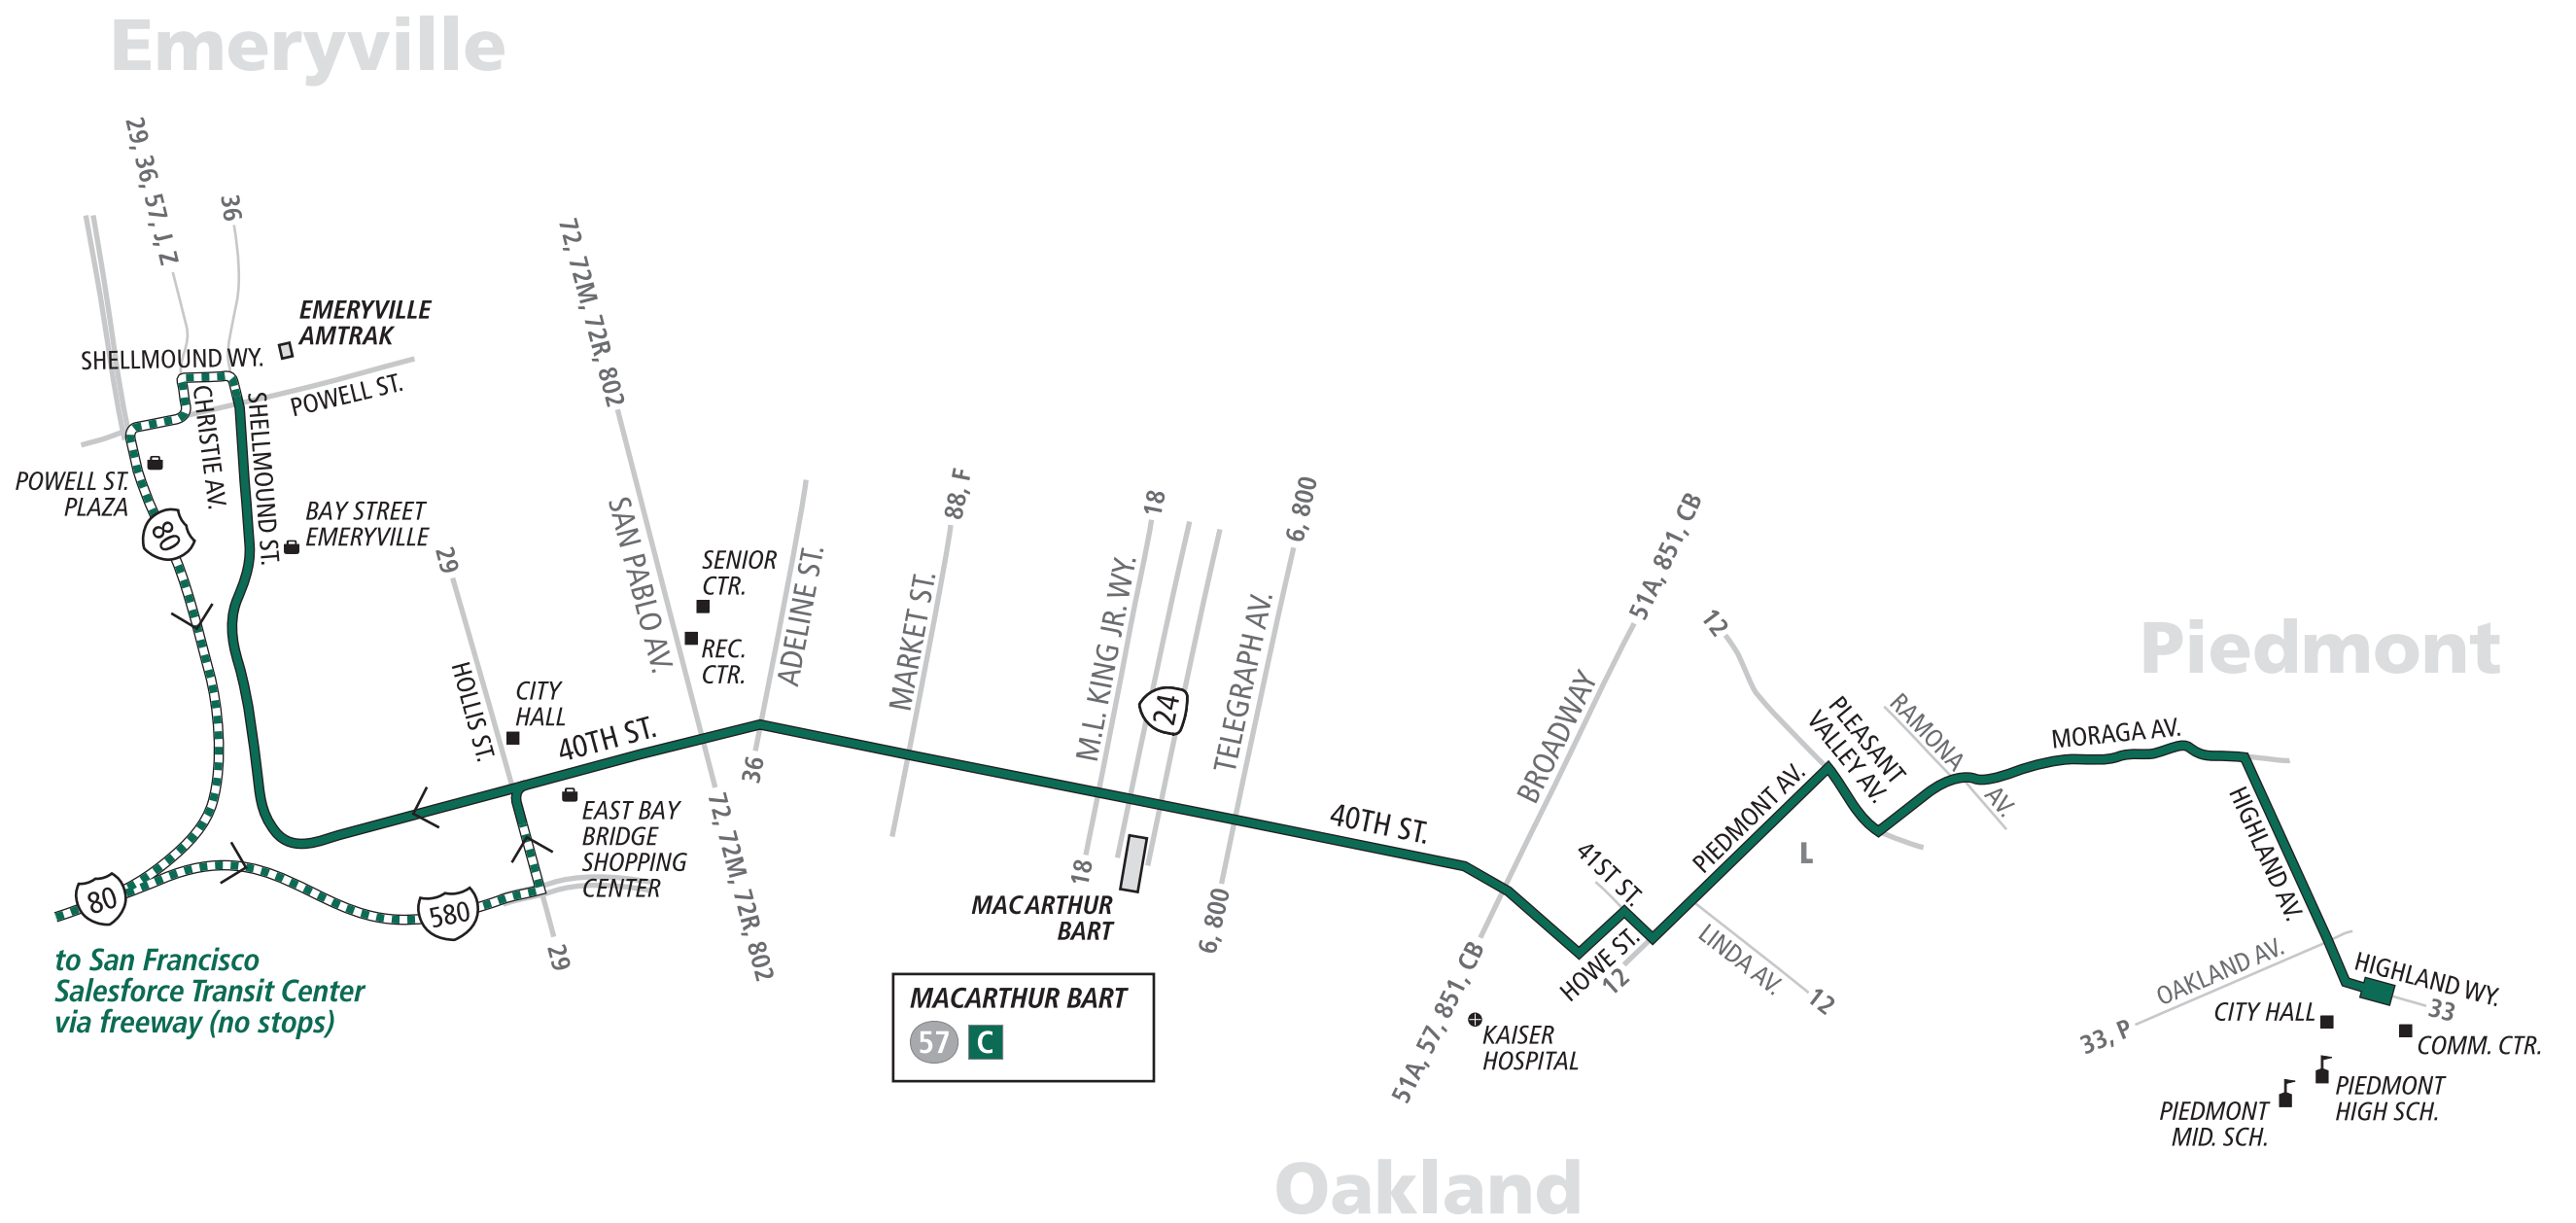 Emeryville
29, 36, 57, J, Z
36
72, 72M, 72R, 802
EMERYVILLE
AMTRAK
SHELLMOUND WY.
POWELL ST.
CHRISTIE AV.
SHELLMOUND ST.
POWELL ST.
PLAZA
80
BAY STREET
EMERYVILLE
29
HOLLIS ST.
CITY
HALL
40TH ST.
SAN PABLO AV.
SENIOR
CTR.
REC.
CTR.
ADELINE ST.
36
88, F
MARKET ST.
18
M.L. KING JR. WY.
24
6, 800
TELEGRAPH AV.
51A, 851, CB
BROADWAY
12
PLEASANT
VALLEY AV.
RAMONA
AV.
Piedmont
MORAGA AV.
HIGHLAND AV.
PIEDMONT AV.
L
40TH ST.
41ST ST.
HOWE ST.
12
LINDA AV.
12
EAST BAY
BRIDGE
SHOPPING
CENTER
80
580
29
72, 72M, 72R, 802
18
MACARTHUR
BART
6, 800
51A, 57, 851, CB
KAISER
HOSPITAL
OAKLAND AV.
33, P
HIGHLAND WY.
33
CITY HALL
COMM. CTR.
PIEDMONT
HIGH SCH.
PIEDMONT
MID. SCH.
to San Francisco
Salesforce Transit Center
via freeway (no stops)
MACARTHUR BART
57 C
Oakland